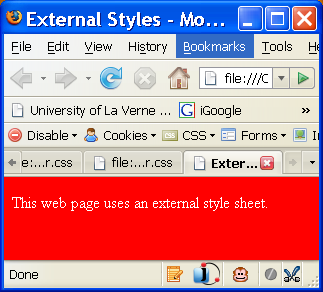 External Styles - Mo...
File Edit View History Bookmarks Tools He
file:///C
University of La Verne ... G iGoogle »
Disable Cookies CSS Forms Im
e:...r.css file:...r.css Exter...
This web page uses an external style sheet.
Done